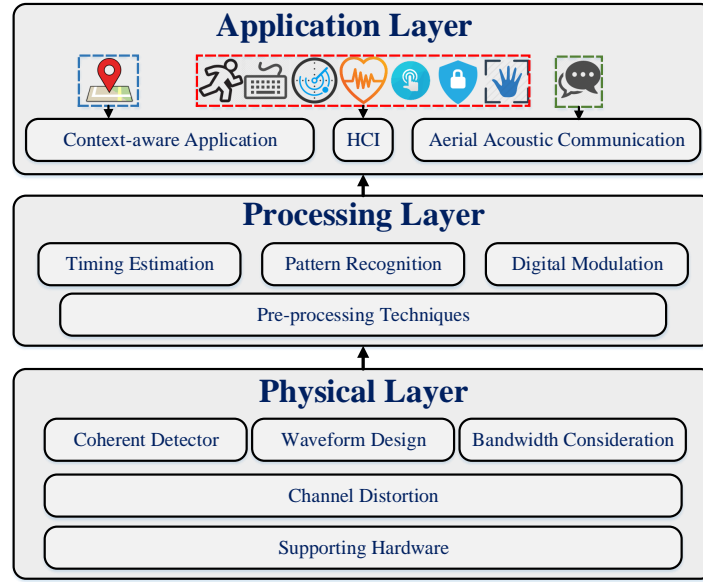 Application Layer
Context-aware Application
HCI
Aerial Acoustic Communication
Processing Layer
Timing Estimation
Pattern Recognition
Digital Modulation
Pre-processing Techniques
Physical Layer
Coherent Detector
Waveform Design
Bandwidth Consideration
Channel Distortion
Supporting Hardware